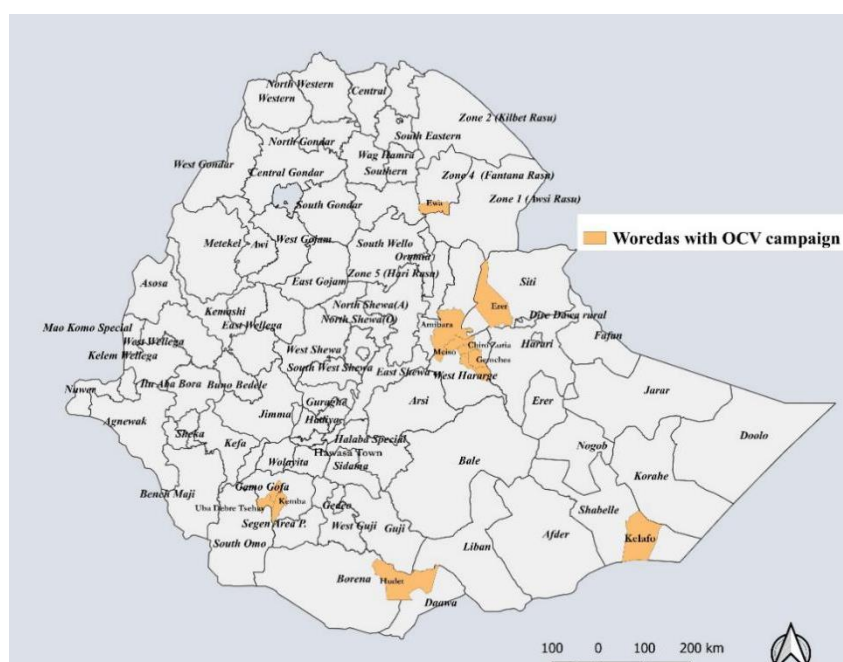 North Western
Western
Central
Zone 2 (Kilbet Rasu)
South Eastern
North Gondar
Wag Hamra
West Gondar
Southern
Central Gondar
Zone 4 (Fantana Rasu)
Zone 1 (Awsi Rasu)
Ewa
South Gondar
Woredas with OCV campaign
Metekel
Awi
West Gojam
South Wello
Oromia
East Gojam
Zone 5 (Hari Rasu)
Siti
Asosa
Erer
Kemashi
North Shewa(A)
Dire Dawa rural
Mao Komo Special
East Wellega
North Shewa(O)
Amibara
Harari
Fafan
West Wellega
Chiro Zuria
Kelem Wellega
West Shewa
Meiso
Gemches
South West Shewa
East Shewa
West Hararge
Nuwer
Ilu Aba Bora
Buno Bedele
Jarar
Agnewak
Jimma
Guraghe
Arsi
Erer
Hadiya
Sheka
Kefa
Halaba Special
Nogob
Doolo
Hawasa Town
Wolayita
Sidama
Bale
Korahe
Bench Maji
Gamo Gofa
Kemba
Uba Debre Tsehay
Gedeo
Shabelle
Segen Area P.
West Guji
Guji
Kelafo
South Omo
Liban
Afder
Borena
Hudet
Daawa
100 0 100 200 km